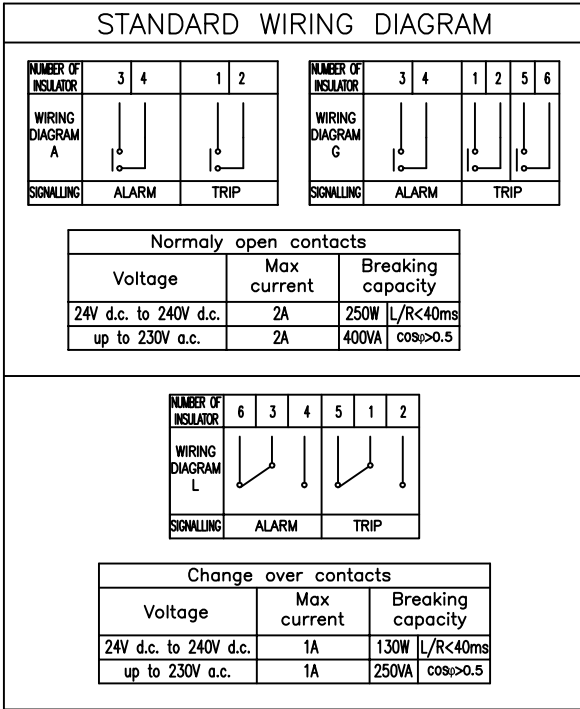 STANDARD WIRING DIAGRAM
NUMBER OF INSULATOR 3 4 1 2
WIRING DIAGRAM A
SIGNALLING ALARM TRIP
NUMBER OF INSULATOR 3 4 1 2 5 6
WIRING DIAGRAM G
SIGNALLING ALARM TRIP
Normaly open contacts
Voltage Max current Breaking capacity
24V d.c. to 240V d.c. 2A 250W L/R<40ms
up to 230V a.c. 2A 400VA cosφ>0.5
NUMBER OF INSULATOR 6 3 4 5 1 2
WIRING DIAGRAM L
SIGNALLING ALARM TRIP
Change over contacts
Voltage Max current Breaking capacity
24V d.c. to 240V d.c. 1A 130W L/R<40ms
up to 230V a.c. 1A 250VA cosφ>0.5